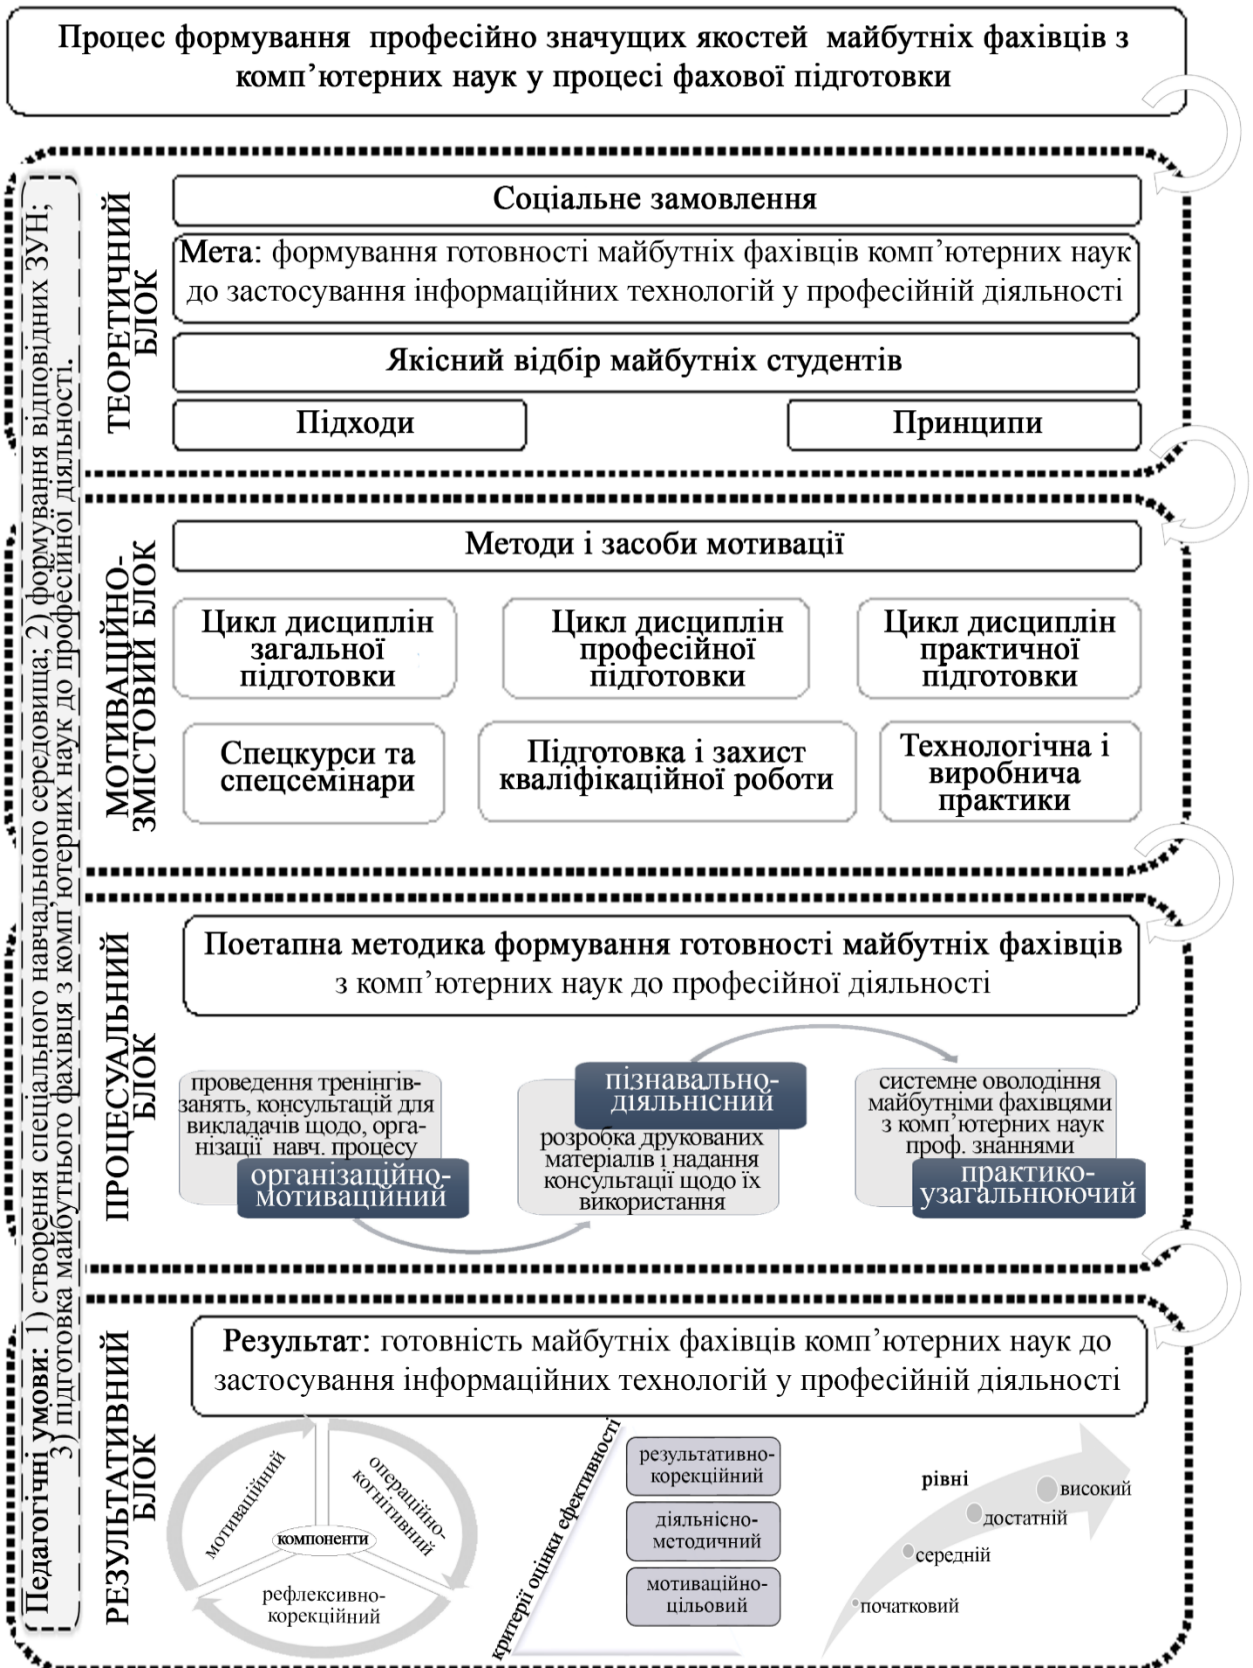 Процес формування професійно значущих якостей майбутніх фахівців з
комп’ютерних наук у процесі фахової підготовки
Педагогічні умови: 1) створення спеціального навчального середовища; 2) формування відповідних ЗУН;
3) підготовка майбутнього фахівця з комп’ютерних наук до професійної діяльності.
ТЕОРЕТИЧНИЙ
БЛОК
Соціальне замовлення
Мета: формування готовності майбутніх фахівців комп’ютерних наук
до застосування інформаційних технологій у професійній діяльності
Якісний відбір майбутніх студентів
Підходи
Принципи
МОТИВАЦІЙНО-
ЗМІСТОВИЙ БЛОК
Методи і засоби мотивації
Цикл дисциплін
загальної
підготовки
Цикл дисциплін
професійної
підготовки
Цикл дисциплін
практичної
підготовки
Спецкурси та
спецсемінари
Підготовка і захист
кваліфікаційної роботи
Технологічна і
виробнича
практики
ПРОЦЕСУАЛЬНИЙ
БЛОК
Поетапна методика формування готовності майбутніх фахівців
з комп’ютерних наук до професійної діяльності
проведення тренінгів-
занять, консультацій для
викладачів щодо, орга-
нізації навч. процесу
організаційно-
мотиваційний
пізнавально-
діяльнісний
розробка друкованих
матеріалів і надання
консультації щодо їх
використання
системне оволодіння
майбутніми фахівцями
з комп’ютерних наук
проф. знаннями
практико-
узагальнюючий
РЕЗУЛЬТАТИВНИЙ
БЛОК
Результат: готовність майбутніх фахівців комп’ютерних наук до
застосування інформаційних технологій у професійній діяльності
мотиваційний
операційно-
когнітивний
компоненти
рефлексивно-
корекційний
критерії оцінки ефективності
результативно-
корекційний
діяльнісно-
методичний
мотиваційно-
цільовий
рівні
високий
достатній
середній
початковий